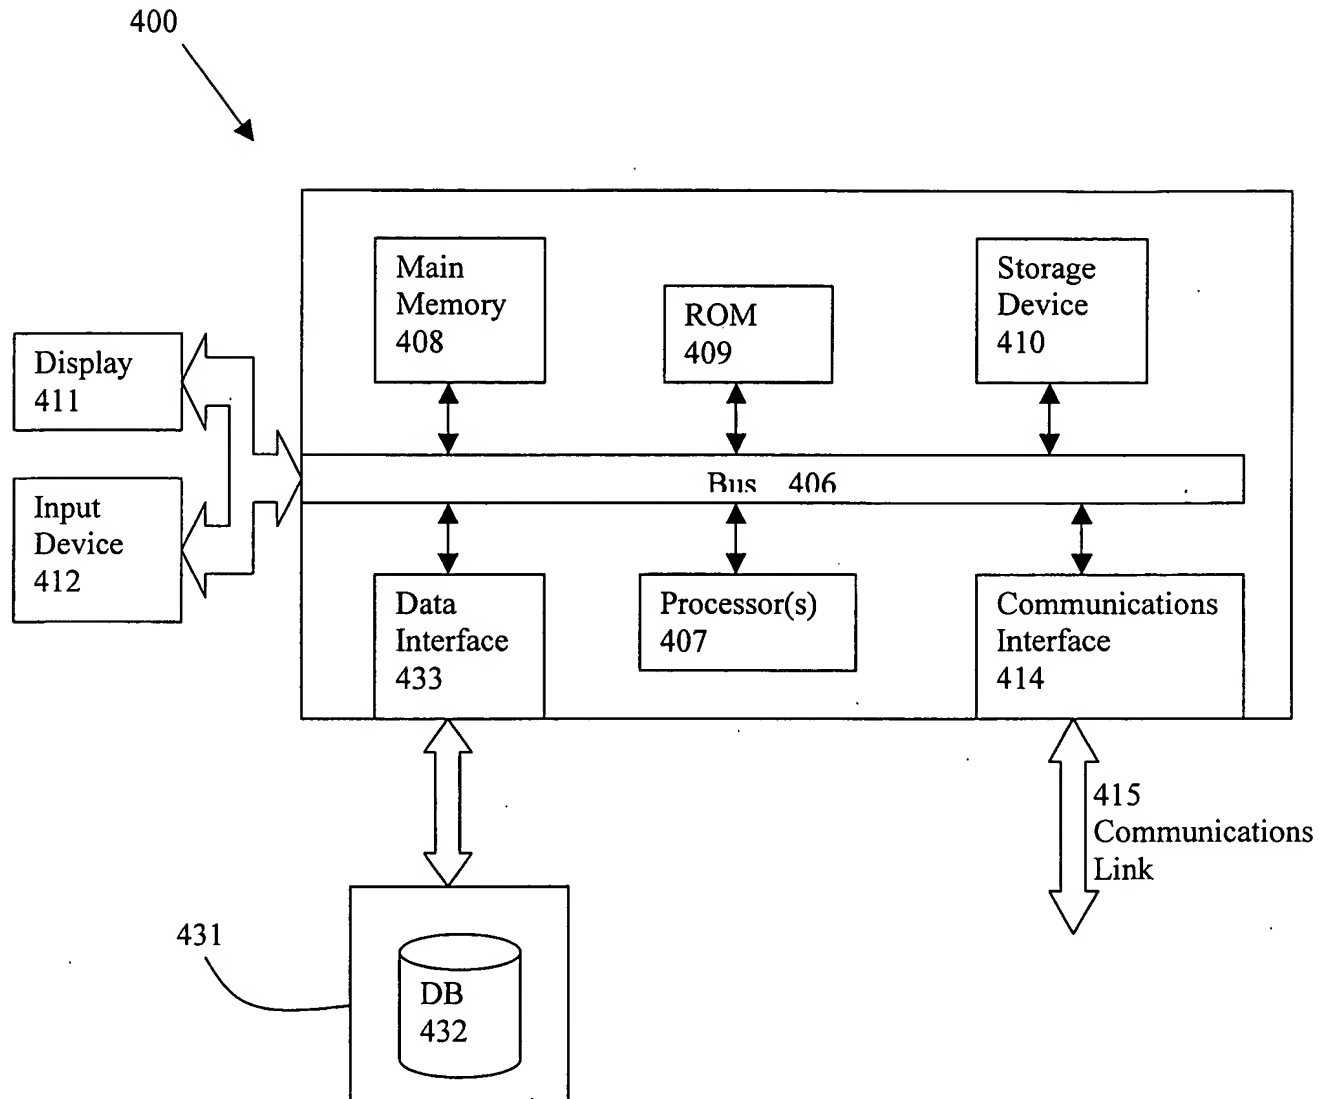 400
Main
Memory
408
ROM
409
Storage
Device
410
Display
411
Bus 406
Input
Device
412
Data
Interface
433
Processor(s)
407
Communications
Interface
414
415
Communications
Link
431
DB
432